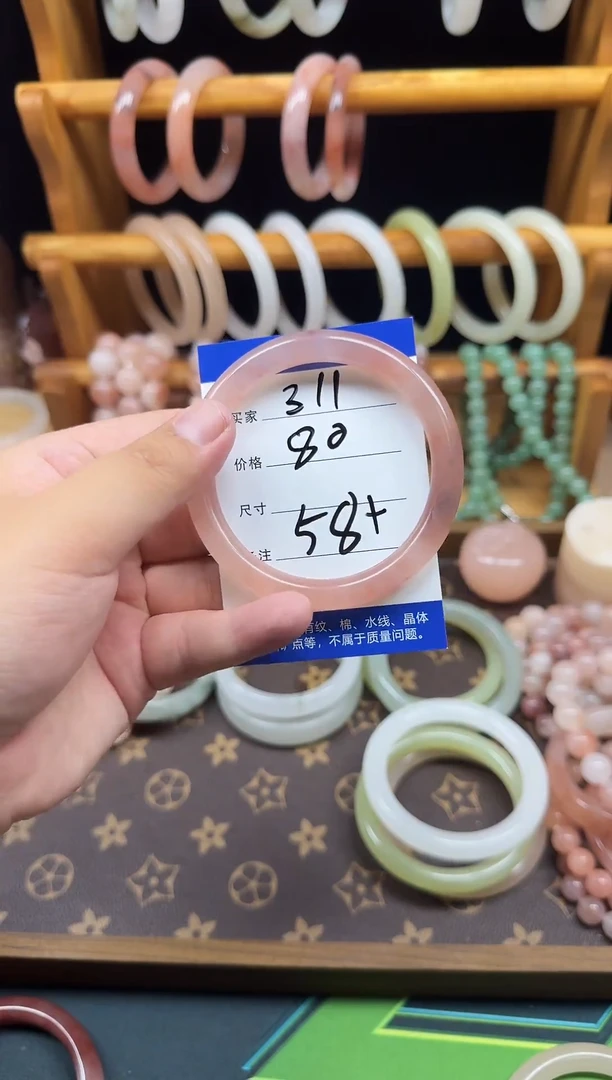 买家 311
价格 80
尺寸 58+
注
有纹、棉、水线、晶体
点等，不属于质量问题。